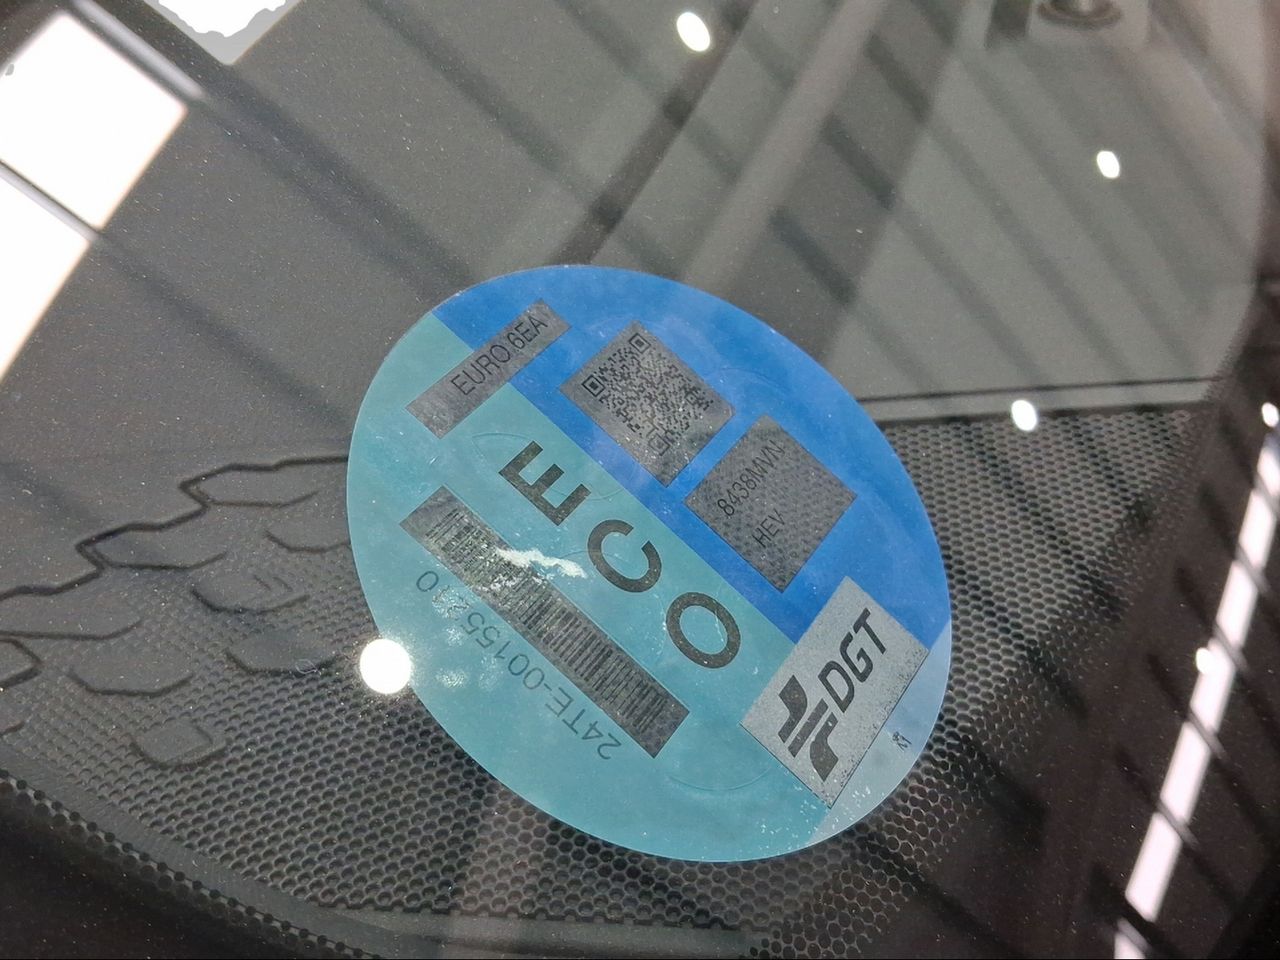 EURO 6EA
8438MVN
HEV
ECO
24TE-00155210
DGT